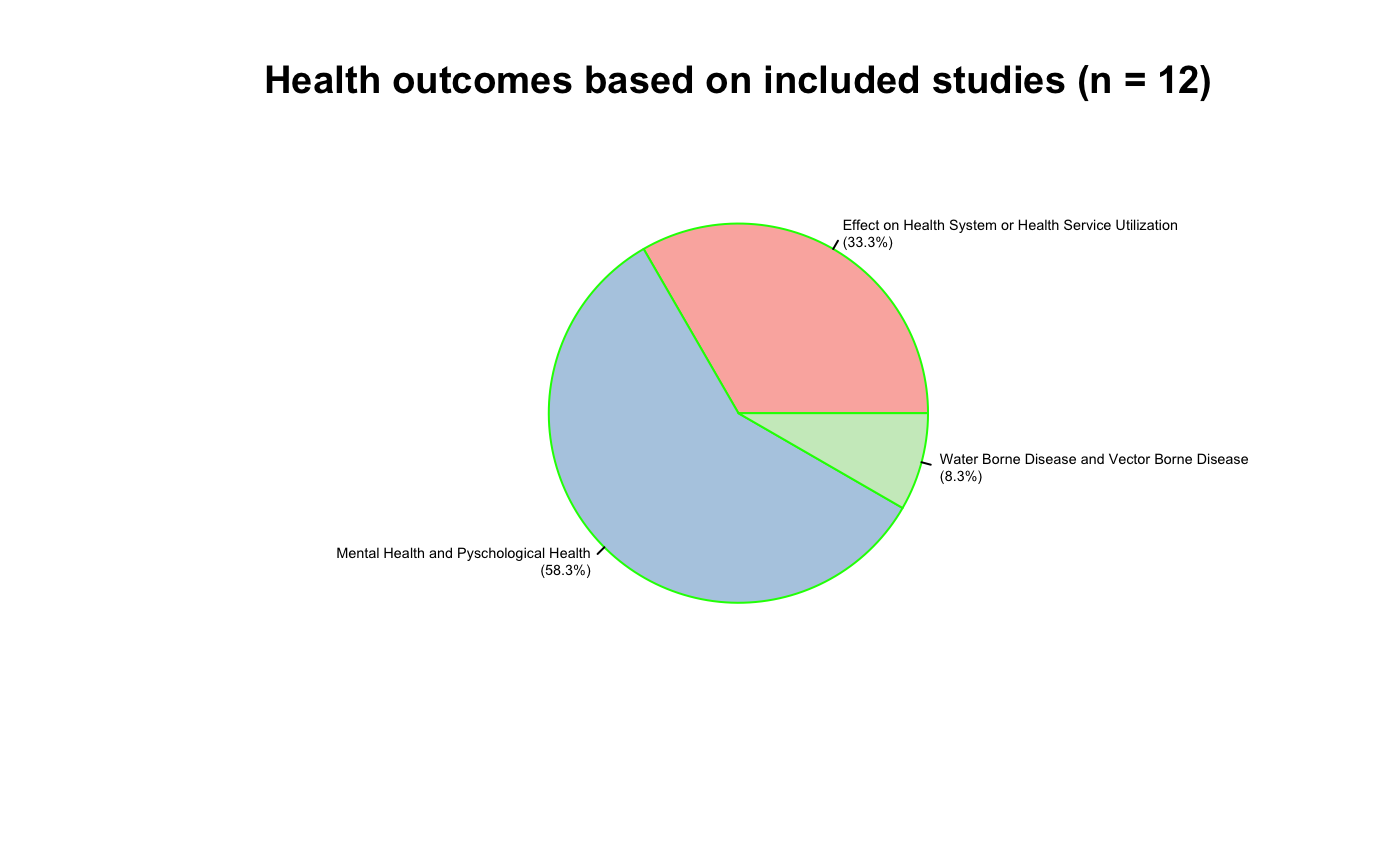 Health outcomes based on included studies (n = 12)
Effect on Health System or Health Service Utilization
(33.3%)
Water Borne Disease and Vector Borne Disease
(8.3%)
Mental Health and Pyschological Health
(58.3%)